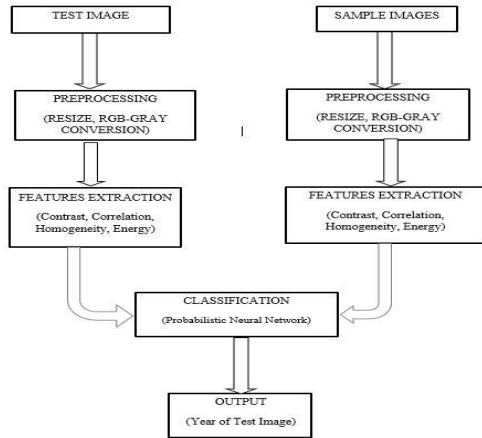 TEST IMAGE
PREPROCESSING
(RESIZE, RGB-GRAY
CONVERSION)
FEATURES EXTRACTION
(Contrast, Correlation,
Homogeneity, Energy)
SAMPLE IMAGES
PREPROCESSING
(RESIZE, RGB-GRAY
CONVERSION)
FEATURES EXTRACTION
(Contrast, Correlation,
Homogeneity, Energy)
CLASSIFICATION
(Probabilistic Neural Network)
OUTPUT
(Year of Test Image)